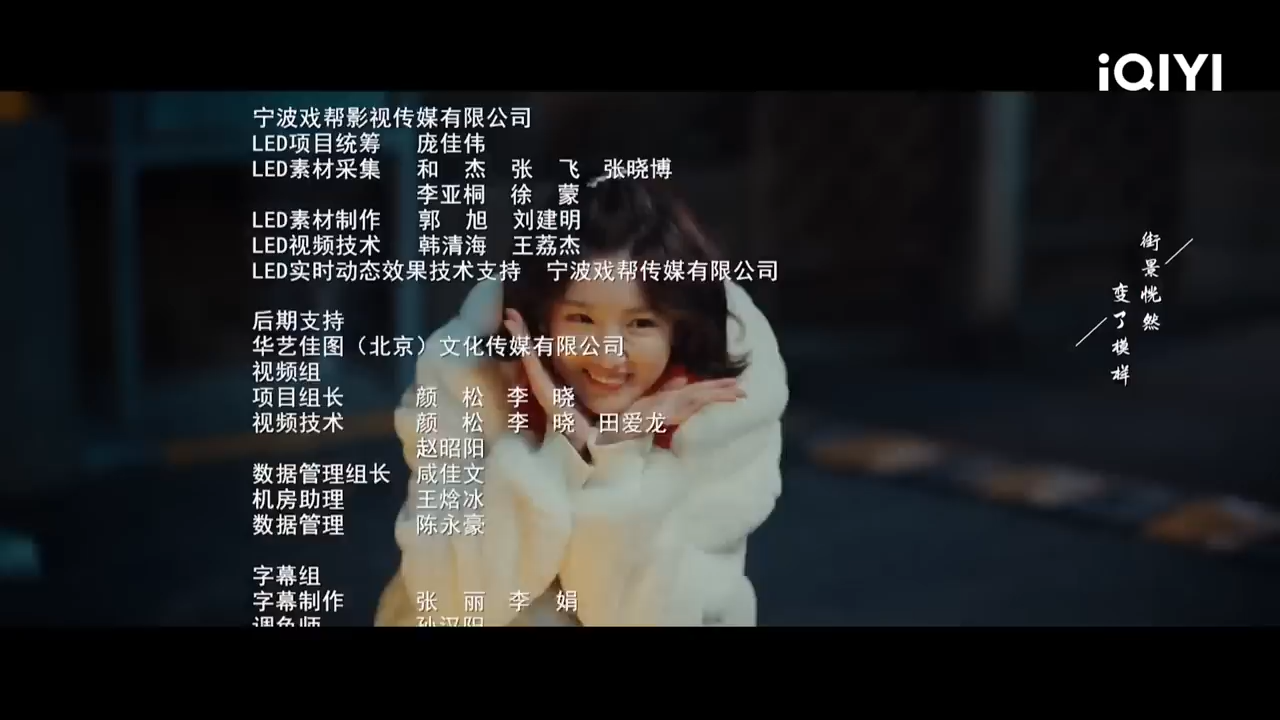 iQIYI
宁波戏帮影视传媒有限公司
LED项目统筹 庞佳伟
LED素材采集 和 杰 张 飞 张晓博
李亚桐 徐 蒙
LED素材制作 郭 旭 刘建明
LED视频技术 韩清海 王荔杰
LED实时动态效果技术支持 宁波戏帮传媒有限公司
后期支持
华艺佳图（北京）文化传媒有限公司
视频组
项目组长 颜 松 李 晓
视频技术 颜 松 李 晓 田爱龙
赵昭阳
数据管理组长 咸佳文
机房助理 王焓冰
数据管理 陈永豪
字幕组
字幕制作 张 丽 李 娟
调色师 孙汉阳
街景恍然
变了模样